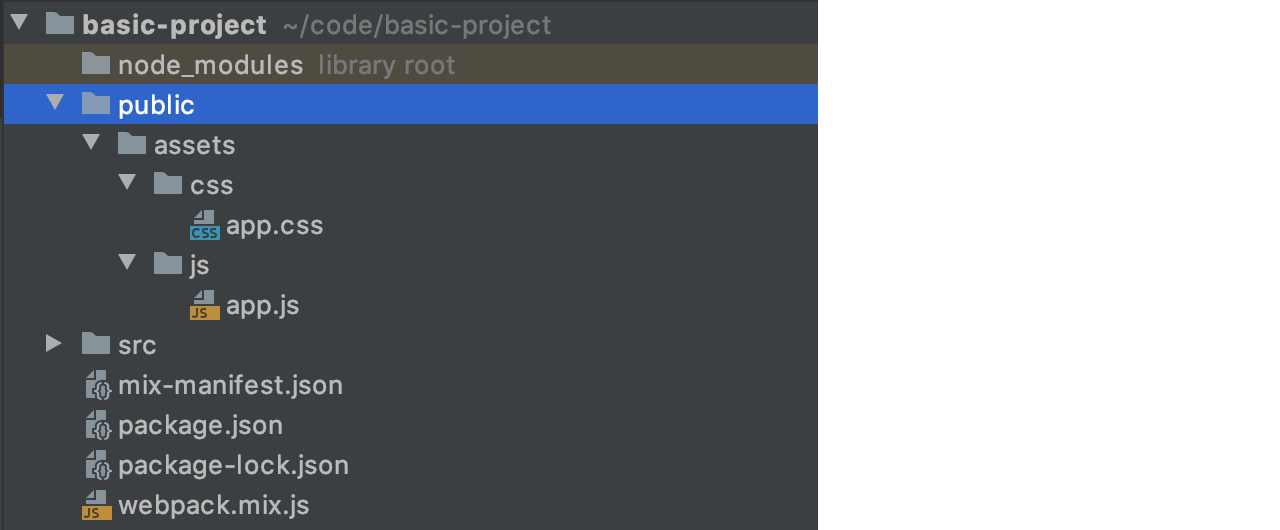 basic-project ~/code/basic-project
node_modules library root
public
assets
css
CSS app.css
js
JS app.js
src
mix-manifest.json
package.json
package-lock.json
JS webpack.mix.js